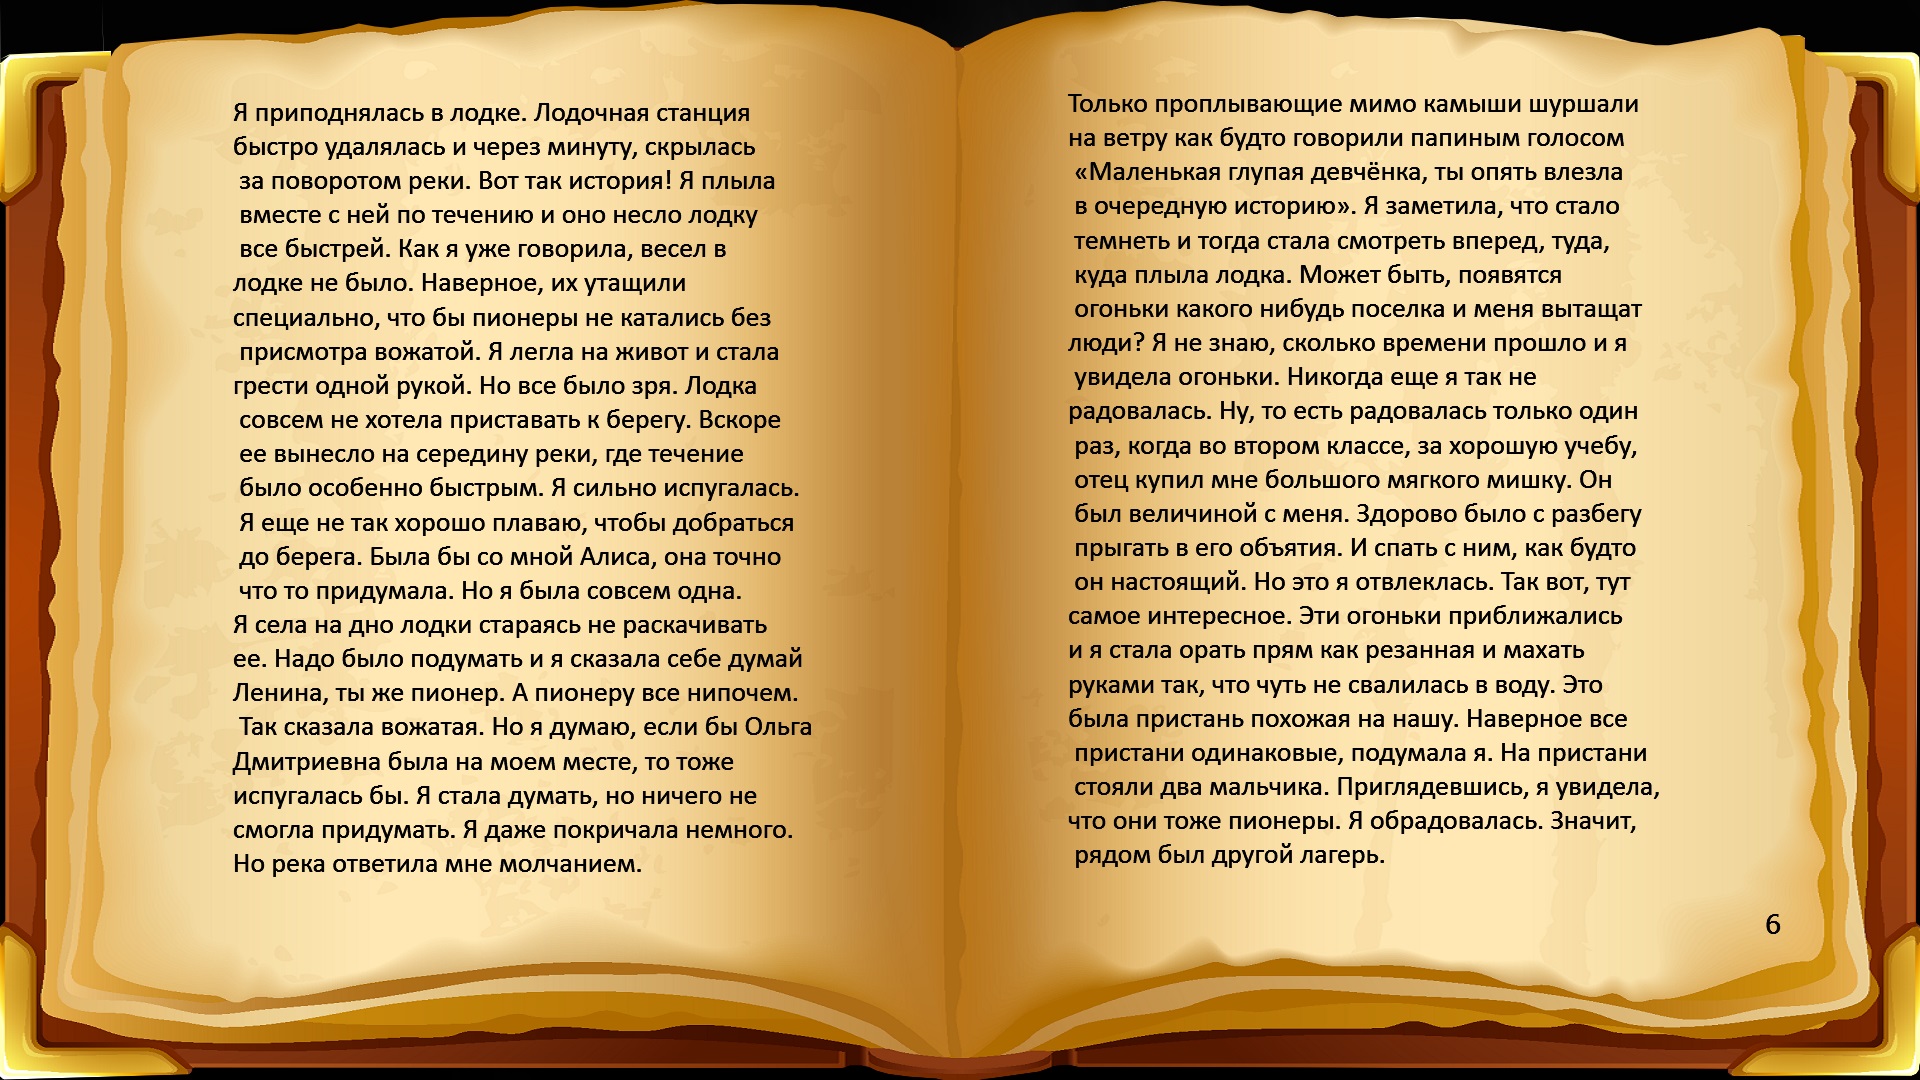 Я приподнялась в лодке. Лодочная станция
быстро удалялась и через минуту, скрылась
за поворотом реки. Вот так история! Я плыла
вместе с ней по течению и оно несло лодку
все быстрей. Как я уже говорила, весел в
лодке не было. Наверное, их утащили
специально, что бы пионеры не катались без
присмотра вожатой. Я легла на живот и стала
грести одной рукой. Но все было зря. Лодка
совсем не хотела приставать к берегу. Вскоре
ее вынесло на середину реки, где течение
было особенно быстрым. Я сильно испугалась.
Я еще не так хорошо плаваю, чтобы добраться
до берега. Была бы со мной Алиса, она точно
что то придумала. Но я была совсем одна.
Я села на дно лодки стараясь не раскачивать
ее. Надо было подумать и я сказала себе думай
Ленина, ты же пионер. А пионеру все нипочем.
Так сказала вожатая. Но я думаю, если бы Ольга
Дмитриевна была на моем месте, то тоже
испугалась бы. Я стала думать, но ничего не
смогла придумать. Я даже покричала немного.
Но река ответила мне молчанием.
Только проплывающие мимо камыши шуршали
на ветру как будто говорили папиным голосом
«Маленькая глупая девчёнка, ты опять влезла
в очередную историю». Я заметила, что стало
темнеть и тогда стала смотреть вперед, туда,
куда плыла лодка. Может быть, появятся
огоньки какого нибудь поселка и меня вытащат
люди? Я не знаю, сколько времени прошло и я
увидела огоньки. Никогда еще я так не
радовалась. Ну, то есть радовалась только один
раз, когда во втором классе, за хорошую учебу,
отец купил мне большого мягкого мишку. Он
был величиной с меня. Здорово было с разбегу
прыгать в его объятия. И спать с ним, как будто
он настоящий. Но это я отвлеклась. Так вот, тут
самое интересное. Эти огоньки приближались
и я стала орать прям как резанная и махать
руками так, что чуть не свалилась в воду. Это
была пристань похожая на нашу. Наверное все
пристани одинаковые, подумала я. На пристани
стояли два мальчика. Приглядевшись, я увидела,
что они тоже пионеры. Я обрадовалась. Значит,
рядом был другой лагерь.
6